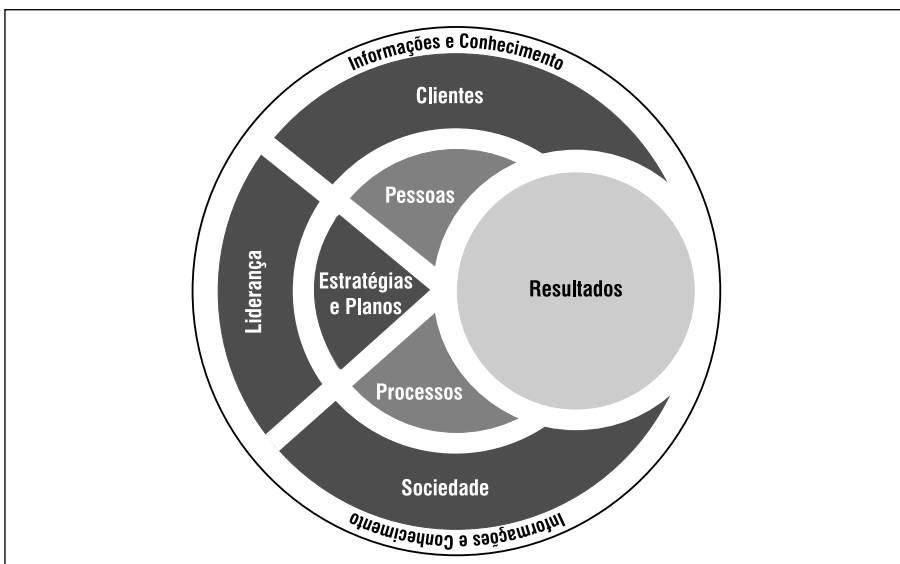 Informações e Conhecimento
Clientes
Pessoas
Liderança
Estratégias
e Planos
Resultados
Processos
Sociedade
Informações e Conhecimento